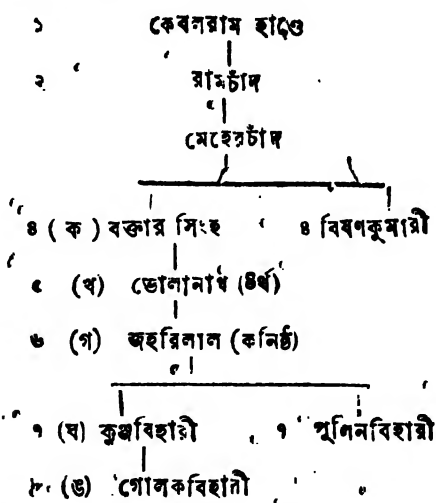 ১ কেবলরাম হাণ্ডে
২ রামচাঁদ
মেহেরচাঁদ
৪ (ক) বক্তার সিংহ ৪ বিষণকুমারী
৫ (খ) ভোলানাথ (৪র্থ)
৬ (গ) জহরিলাল (কনিষ্ঠ)
৭ (ঘ) কুঞ্জবিহারী ৭ পুলিনবিহারী
৮ (ঙ) গোলকবিহারী